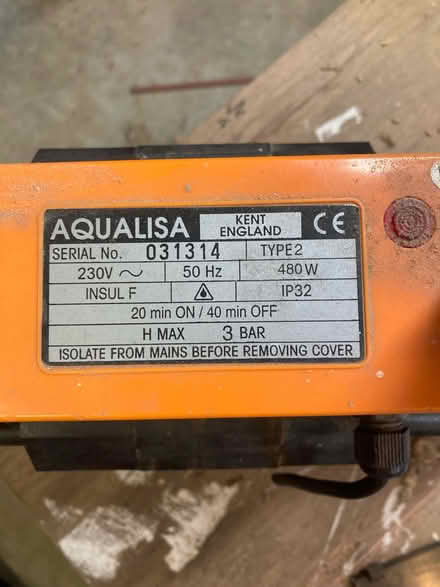 AQUALISA KENT ENGLAND CE
SERIAL No. 031314 TYPE 2
230V ~ 50 Hz 480 W
INSUL F IP32
20 min ON / 40 min OFF
H MAX 3 BAR
ISOLATE FROM MAINS BEFORE REMOVING COVER